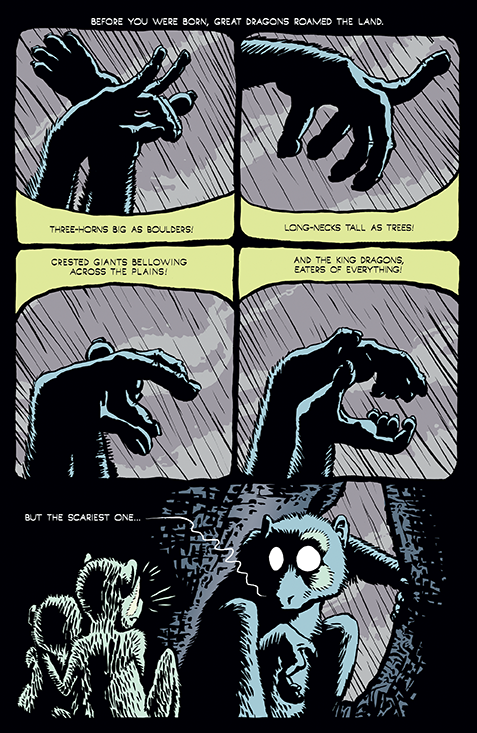 BEFORE YOU WERE BORN, GREAT DRAGONS ROAMED THE LAND.
THREE-HORNS BIG AS BOULDERS!
LONG-NECKS TALL AS TREES!
CRESTED GIANTS BELLOWING
ACROSS THE PLAINS!
AND THE KING DRAGONS,
EATERS OF EVERYTHING!
BUT THE SCARIEST ONE...